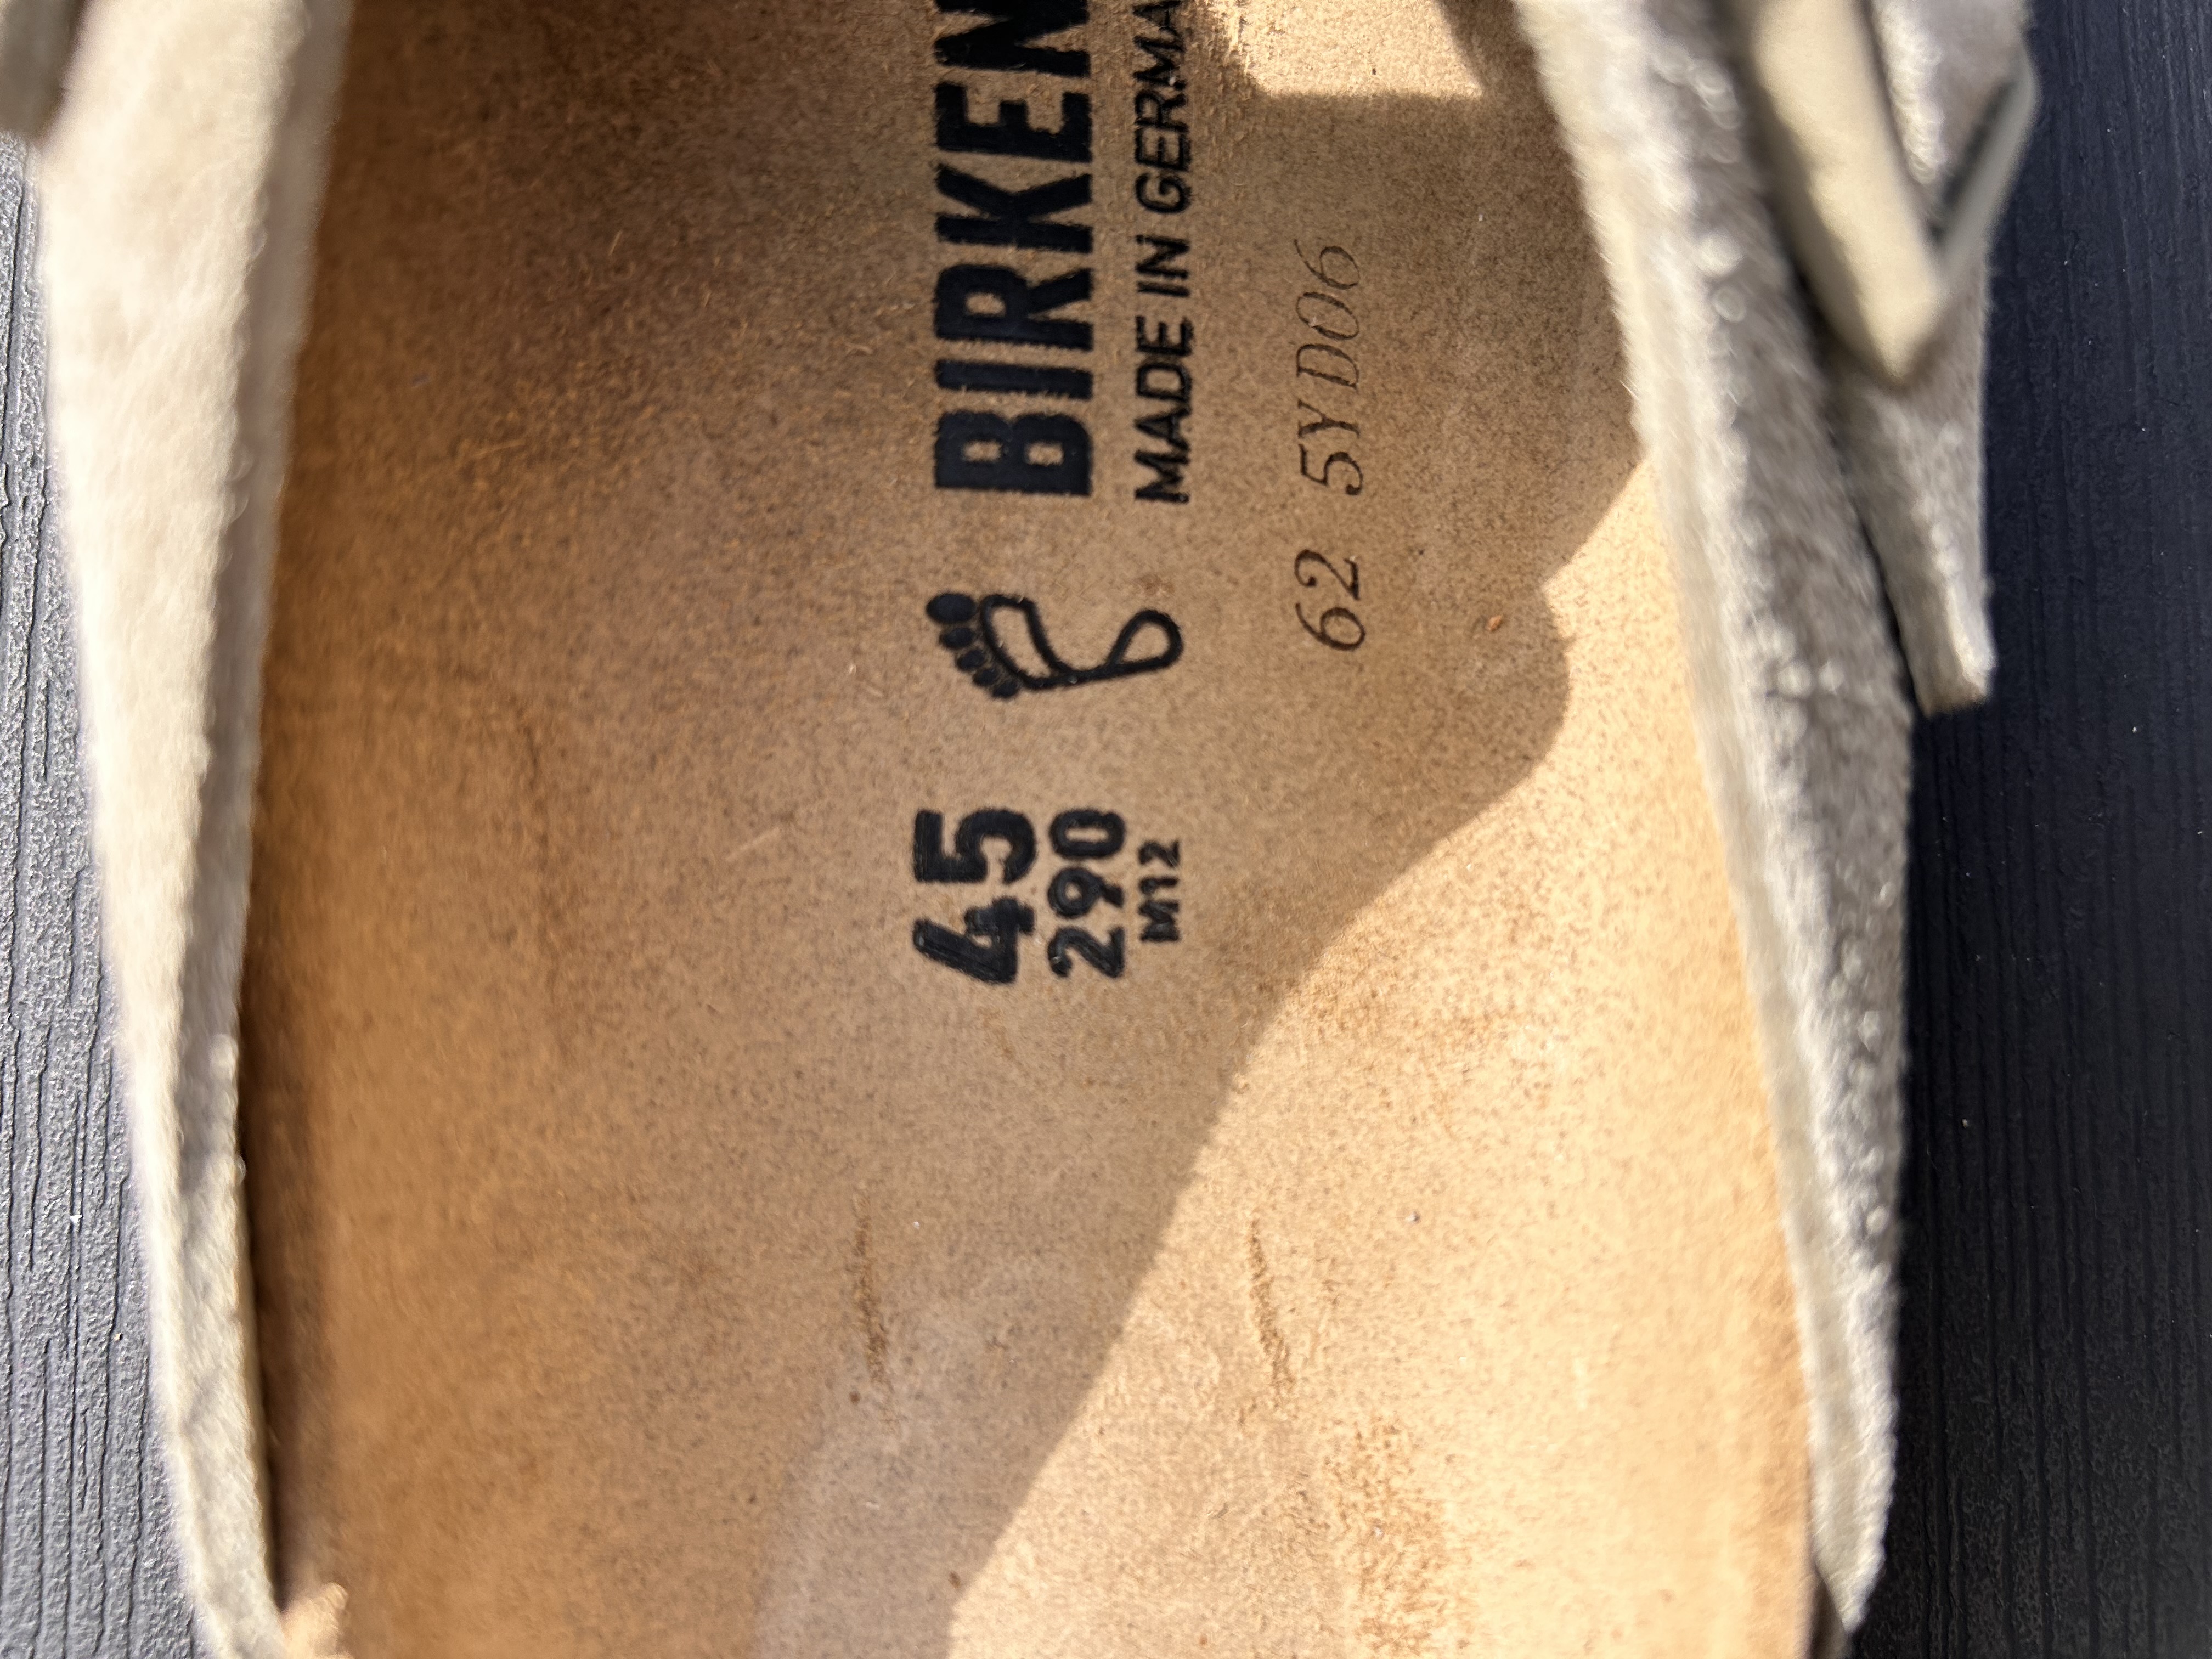 45
290
M12
BIRKEN
MADE IN GERMA
62 5YD06